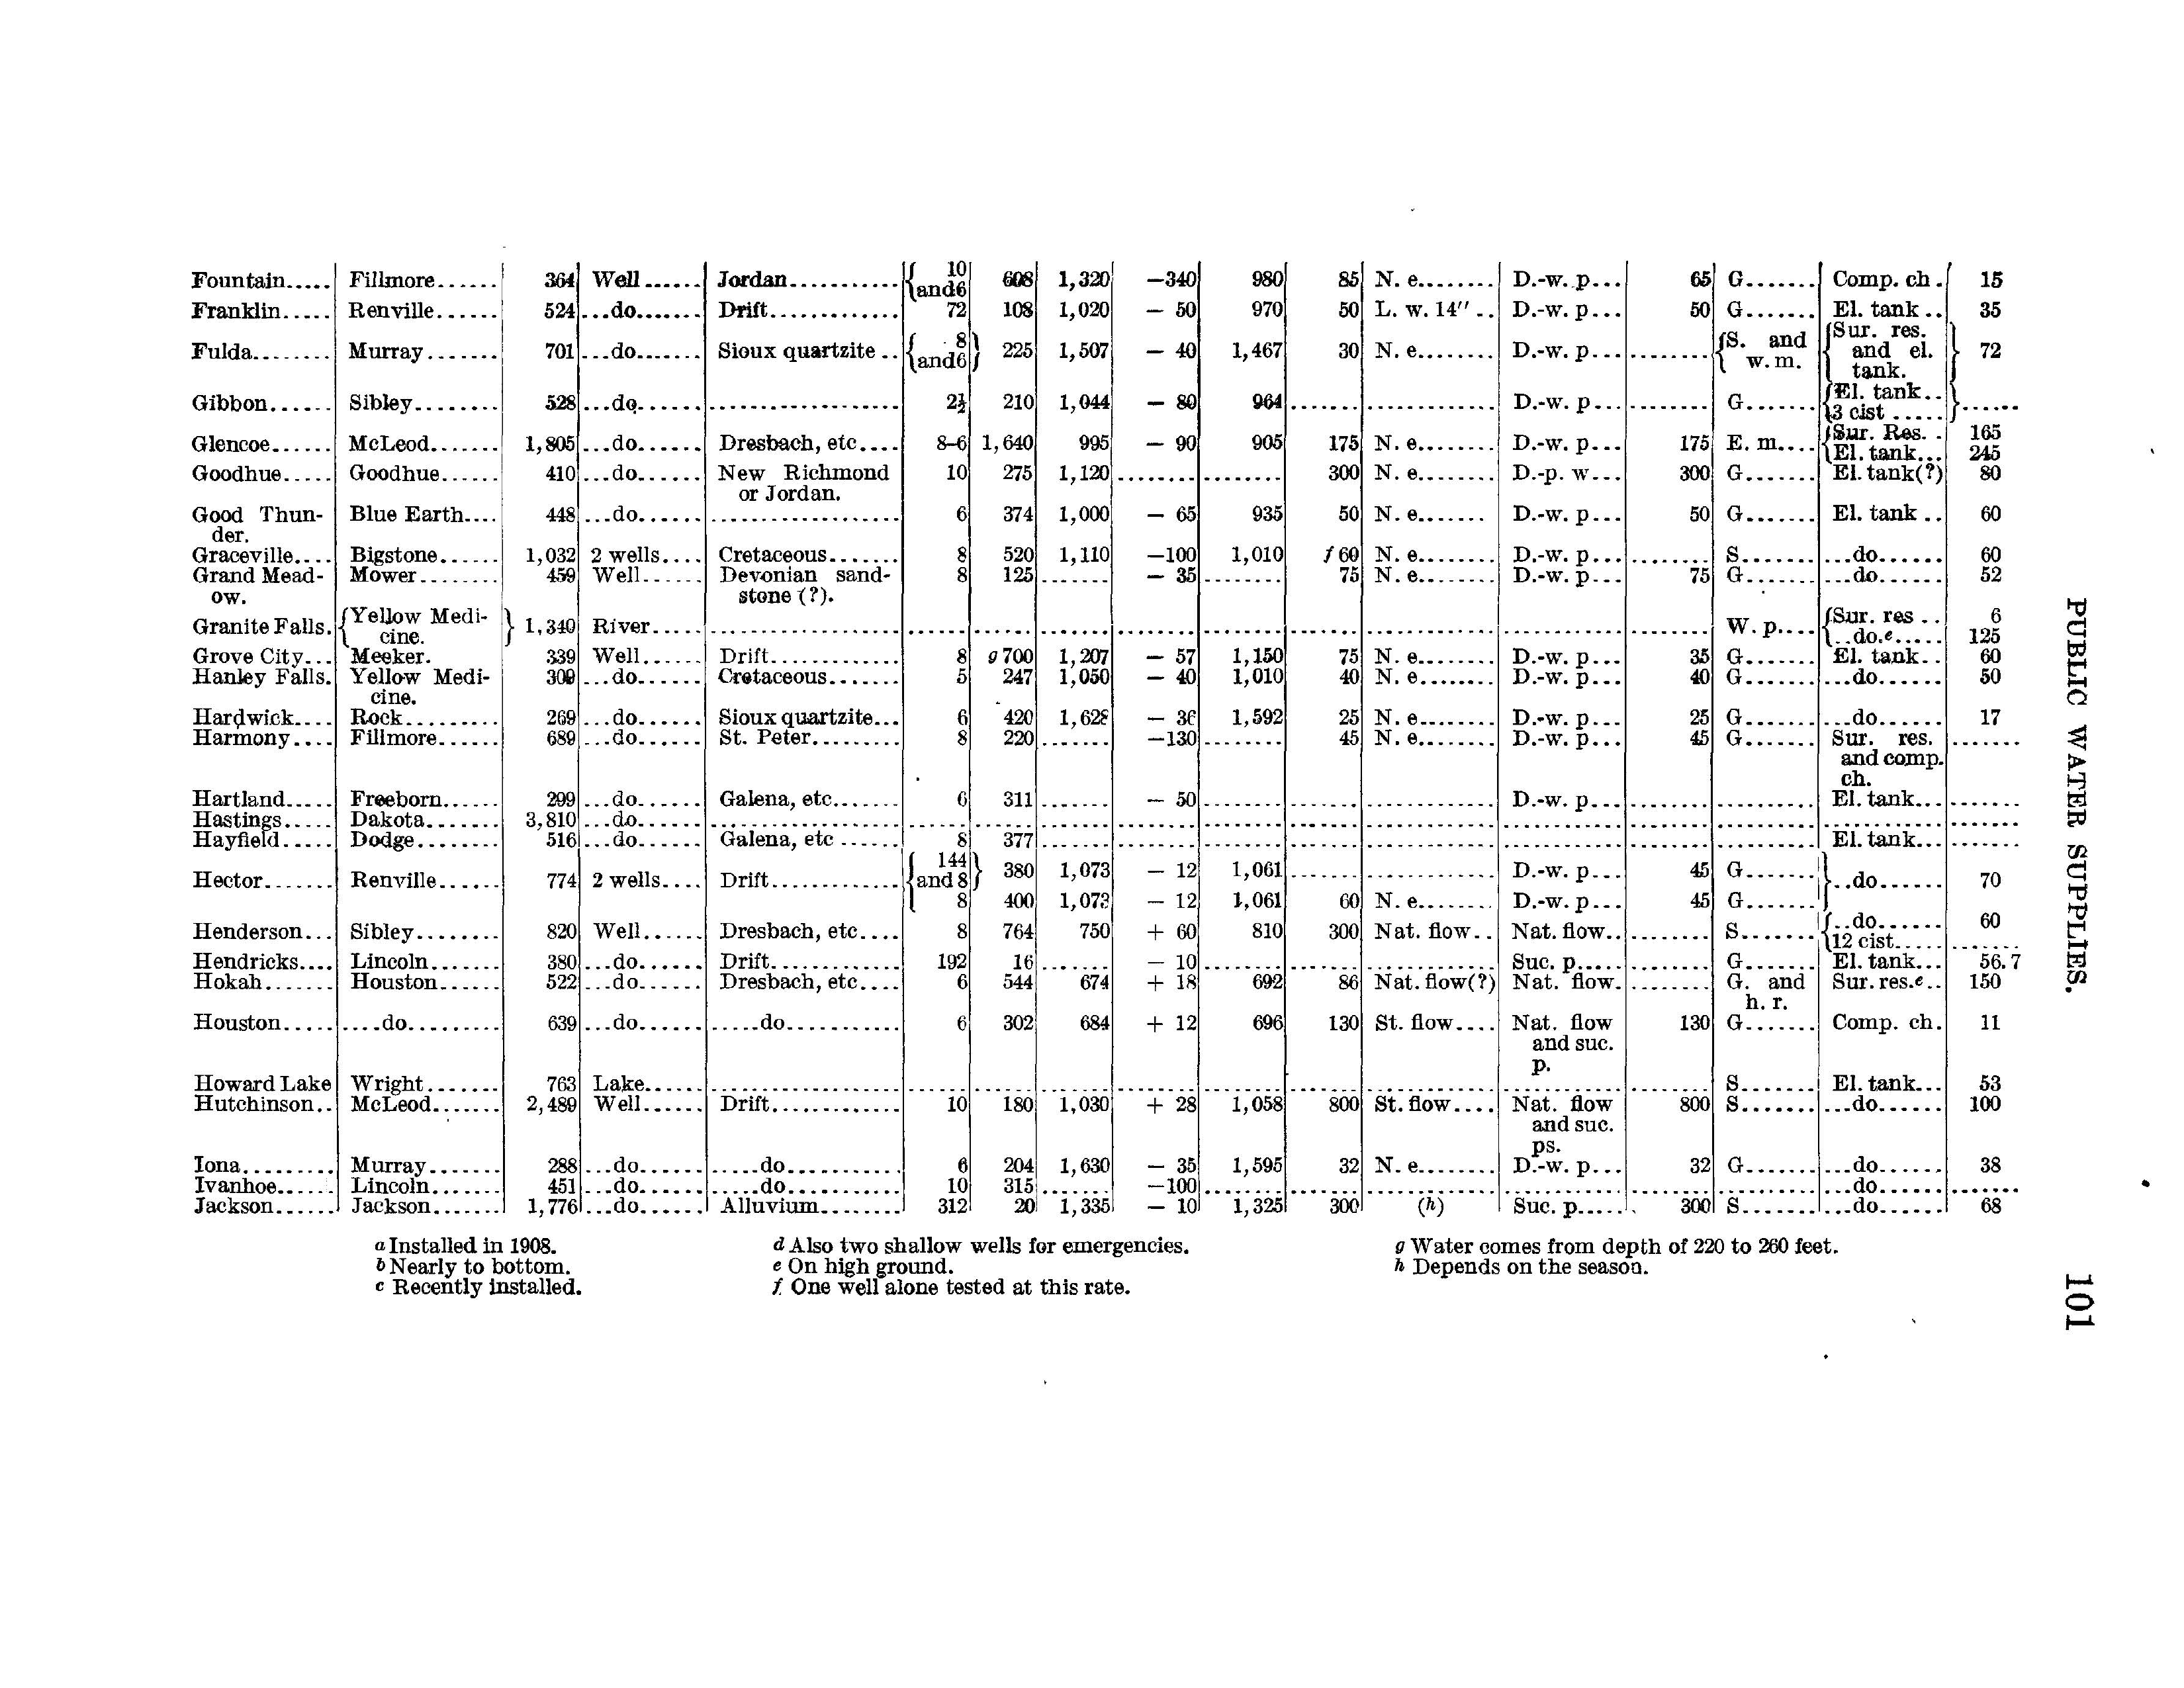 Fountain..... Fillmore...... 364 Well...... Jordan........... { 10 and 6 608 1,320 —340 980 85 N. e........ D.-w. p... 65 G....... Comp. ch. 15
Franklin..... Renville...... 524 ...do....... Drift............. 72 108 1,020 — 50 970 50 L. w. 14″.. D.-w. p... 50 G....... El. tank .. 35
Fulda........ Murray....... 701 ...do....... Sioux quartzite .. { 8 and 6 } 225 1,507 — 40 1,467 30 N. e........ D.-w. p... ........ { S. and w. m. { Sur. res. and el. tank. } 72
Gibbon...... Sibley........ 528 ...do...... ................... 2½ 210 1,044 — 80 964 ...... ............. D.-w. p... ........ G....... { El. tank.. 3 cist ..... } ......
Glencoe...... McLeod....... 1,805 ...do...... Dresbach, etc.... 8–6 1,640 995 — 90 905 175 N. e........ D.-w. p... 175 E. m.... { Sur. Res. . 165
El. tank... 245
Goodhue..... Goodhue...... 410 ...do...... New Richmond 10 275 1,120 ........ ........ 300 N. e........ D.-p. w... 300 G....... El. tank(?) 80
or Jordan.
Good Thun- Blue Earth.... 448 ...do...... ................... 6 374 1,000 — 65 935 50 N. e....... D.-w. p... 50 G....... El. tank .. 60
der.
Graceville.... Bigstone...... 1,032 2 wells.... Cretaceous....... 8 520 1,110 —100 1,010 f 60 N. e........ D.-w. p... ........ S....... ...do...... 60
Grand Mead- Mower........ 459 Well...... Devonian sand- 8 125 ....... — 35 ........ 75 N. e........ D.-w. p... 75 G....... ...do...... 52
ow. stone (?).
Granite Falls. { Yellow Medi- cine. } 1,340 River..... ................... W. p.... { Sur. res .. 6
..do.e..... 125
Grove City... Meeker. 339 Well...... Drift............. 8 g 700 1,207 — 57 1,150 75 N. e........ D.-w. p... 35 G....... El. tank.. 60
Hanley Falls. Yellow Medi- 309 ...do...... Cretaceous....... 5 247 1,050 — 40 1,010 40 N. e........ D.-w. p... 40 G....... ...do...... 50
cine.
Hardwick.... Rock......... 269 ...do...... Sioux quartzite... 6 420 1,628 — 36 1,592 25 N. e........ D.-w. p... 25 G....... ...do...... 17
Harmony.... Fillmore...... 689 ...do...... St. Peter......... 8 220 ....... —130 ........ 45 N. e........ D.-w. p... 45 G....... Sur. res. .......
and comp.
ch.
Hartland..... Freeborn...... 299 ...do...... Galena, etc....... 6 311 ....... — 50 ........ ....... ............. D.-w. p... ........ ......... El. tank... .......
Hastings..... Dakota....... 3,810 ...do...... ...................
Hayfield..... Dodge........ 516 ...do...... Galena, etc ...... 8 377 ....... ........ ........ ....... ............. ........... ........ ......... El. tank... .......
Hector....... Renville...... 774 2 wells.... Drift............. { 144 and 8 } 380 1,073 — 12 1,061 ....... ............. D.-w. p... 45 G....... } ..do...... 70
8 400 1,073 — 12 1,061 60 N. e........ D.-w. p... 45 G.......
Henderson... Sibley........ 820 Well...... Dresbach, etc.... 8 764 750 + 60 810 300 Nat. flow.. Nat. flow.. ........ S....... { ..do...... 60
12 cist..... .......
Hendricks.... Lincoln....... 380 ...do...... Drift............. 192 16 ....... — 10 ........ ....... ............. Suc. p..... ........ G....... El. tank... 56.7
Hokah....... Houston...... 522 ...do...... Dresbach, etc.... 6 544 674 + 18 692 86 Nat. flow(?) Nat. flow. ........ G. and Sur. res.e.. 150
h. r.
Houston..... ....do.......... 639 ...do...... .....do........... 6 302 684 + 12 696 130 St. flow.... Nat. flow 130 G....... Comp. ch. 11
and suc.
p.
Howard Lake Wright....... 763 Lake...... ................... S....... El. tank... 53
Hutchinson.. McLeod....... 2,489 Well...... Drift............. 10 180 1,030 + 28 1,058 800 St. flow.... Nat. flow 800 S....... ...do...... 100
and suc.
ps.
Iona......... Murray....... 288 ...do...... .....do........... 6 204 1,630 — 35 1,595 32 N. e........ D.-w. p... 32 G....... ...do...... 38
Ivanhoe...... Lincoln....... 451 ...do...... .....do........... 10 315 ....... —100 ........ ....... ............. ........... ........ ......... ...do...... .......
Jackson...... Jackson....... 1,776 ...do...... Alluvium........ 312 20 1,335 — 10 1,325 300 (h) Suc. p..... 300 S....... ...do...... 68
a Installed in 1908.
b Nearly to bottom.
c Recently installed.
d Also two shallow wells for emergencies.
e On high ground.
f One well alone tested at this rate.
g Water comes from depth of 220 to 260 feet.
h Depends on the season.
PUBLIC WATER SUPPLIES.
101